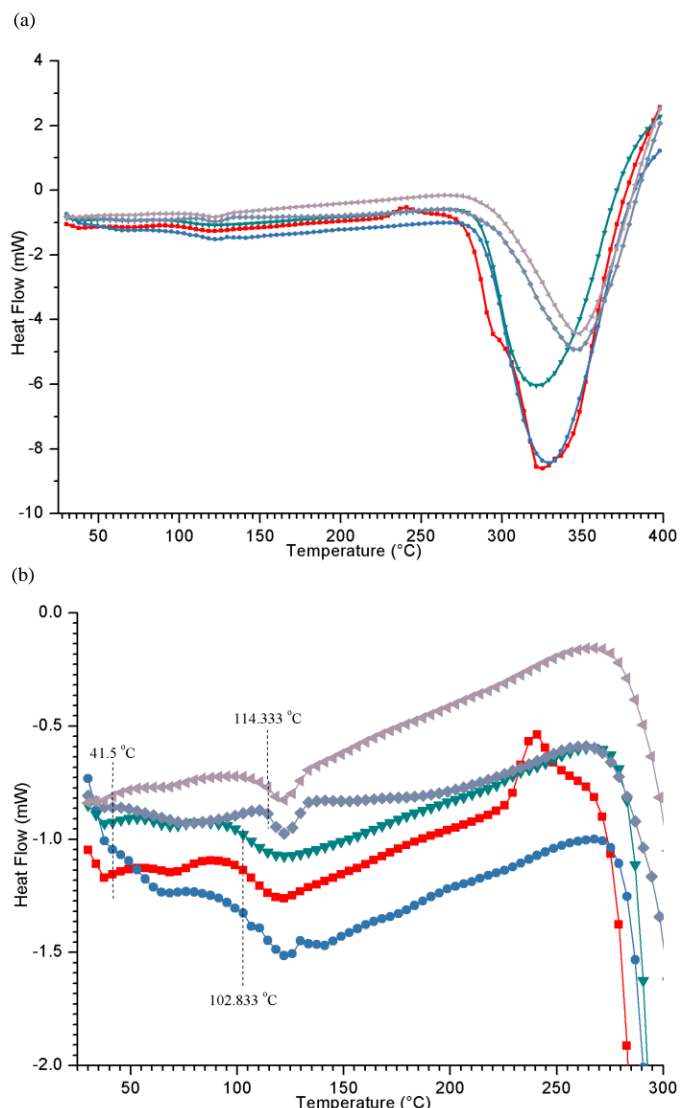 (a)
4
2
0
-2
-4
-6
-8
-10
Heat Flow (mW)
50 100 150 200 250 300 350 400
Temperature (°C)
(b)
0.0
-0.5
-1.0
-1.5
-2.0
Heat Flow (mW)
114.333 °C
41.5 °C
102.833 °C
50 100 150 200 250 300
Temperature (°C)